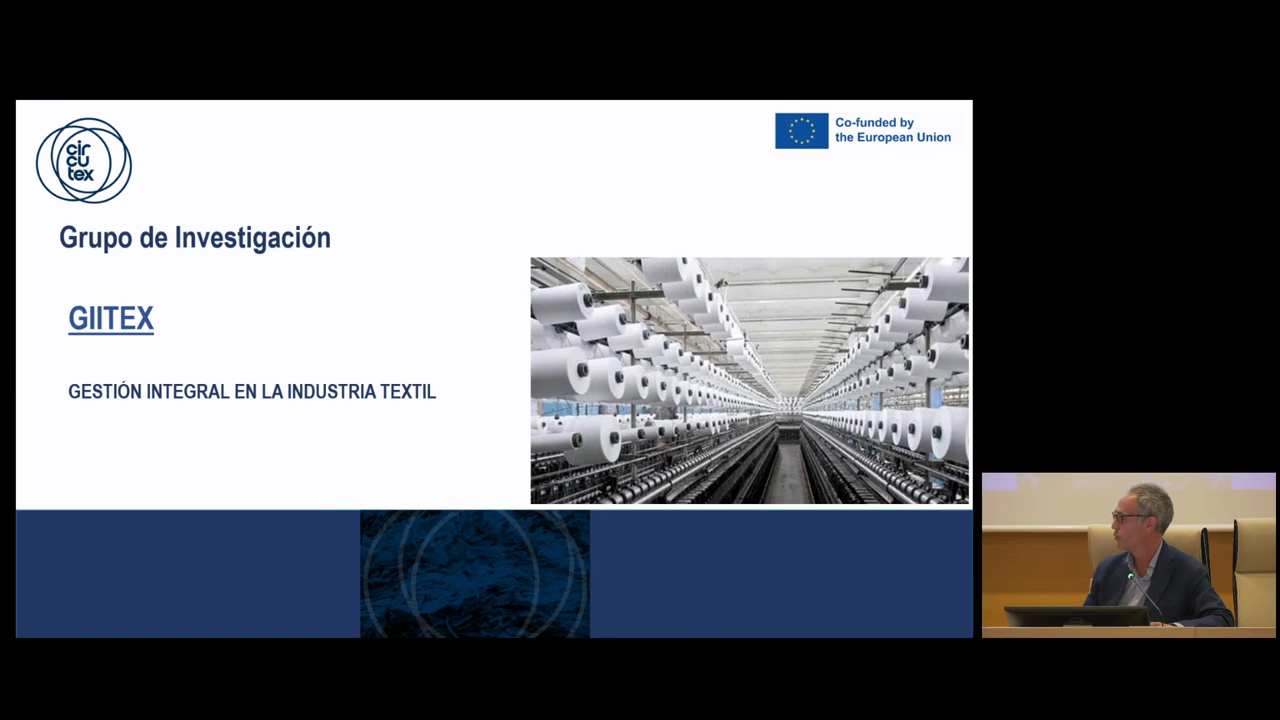 cir
cu
tex
Co-funded by
the European Union
Grupo de Investigación
GIITEX
GESTIÓN INTEGRAL EN LA INDUSTRIA TEXTIL